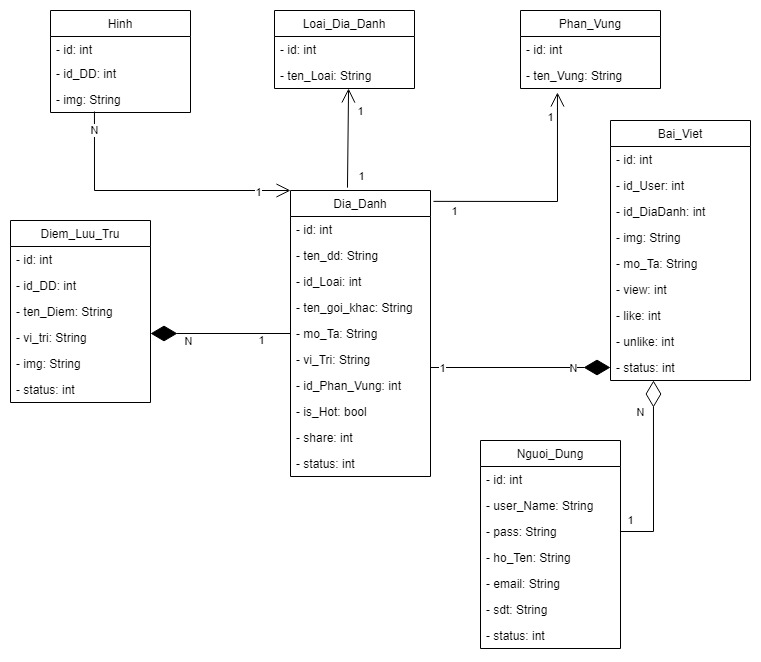 Hinh
- id: int
- id_DD: int
- img: String
N
Loai_Dia_Danh
- id: int
- ten_Loai: String
1
1
Phan_Vung
- id: int
- ten_Vung: String
1
1
Bai_Viet
- id: int
- id_User: int
- id_DiaDanh: int
- img: String
- mo_Ta: String
- view: int
- like: int
- unlike: int
- status: int
1
Dia_Danh
- id: int
- ten_dd: String
- id_Loai: int
- ten_goi_khac: String
- mo_Ta: String
- vi_Tri: String
- id_Phan_Vung: int
- is_Hot: bool
- share: int
- status: int
Diem_Luu_Tru
- id: int
- id_DD: int
- ten_Diem: String
- vi_tri: String
- img: String
- status: int
N
1
1
N
N
1
Nguoi_Dung
- id: int
- user_Name: String
- pass: String
- ho_Ten: String
- email: String
- sdt: String
- status: int